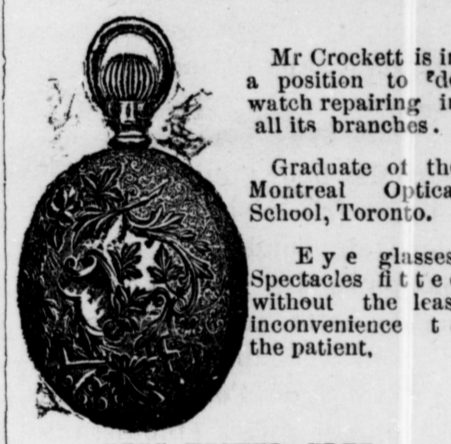 Mr Crockett is i
a position to d
watch repairing i
all its branches.
Graduate of th
Montreal Optica
School, Toronto.
Eye glasses
Spectacles fitte
without the leas
inconvenience t
the patient,